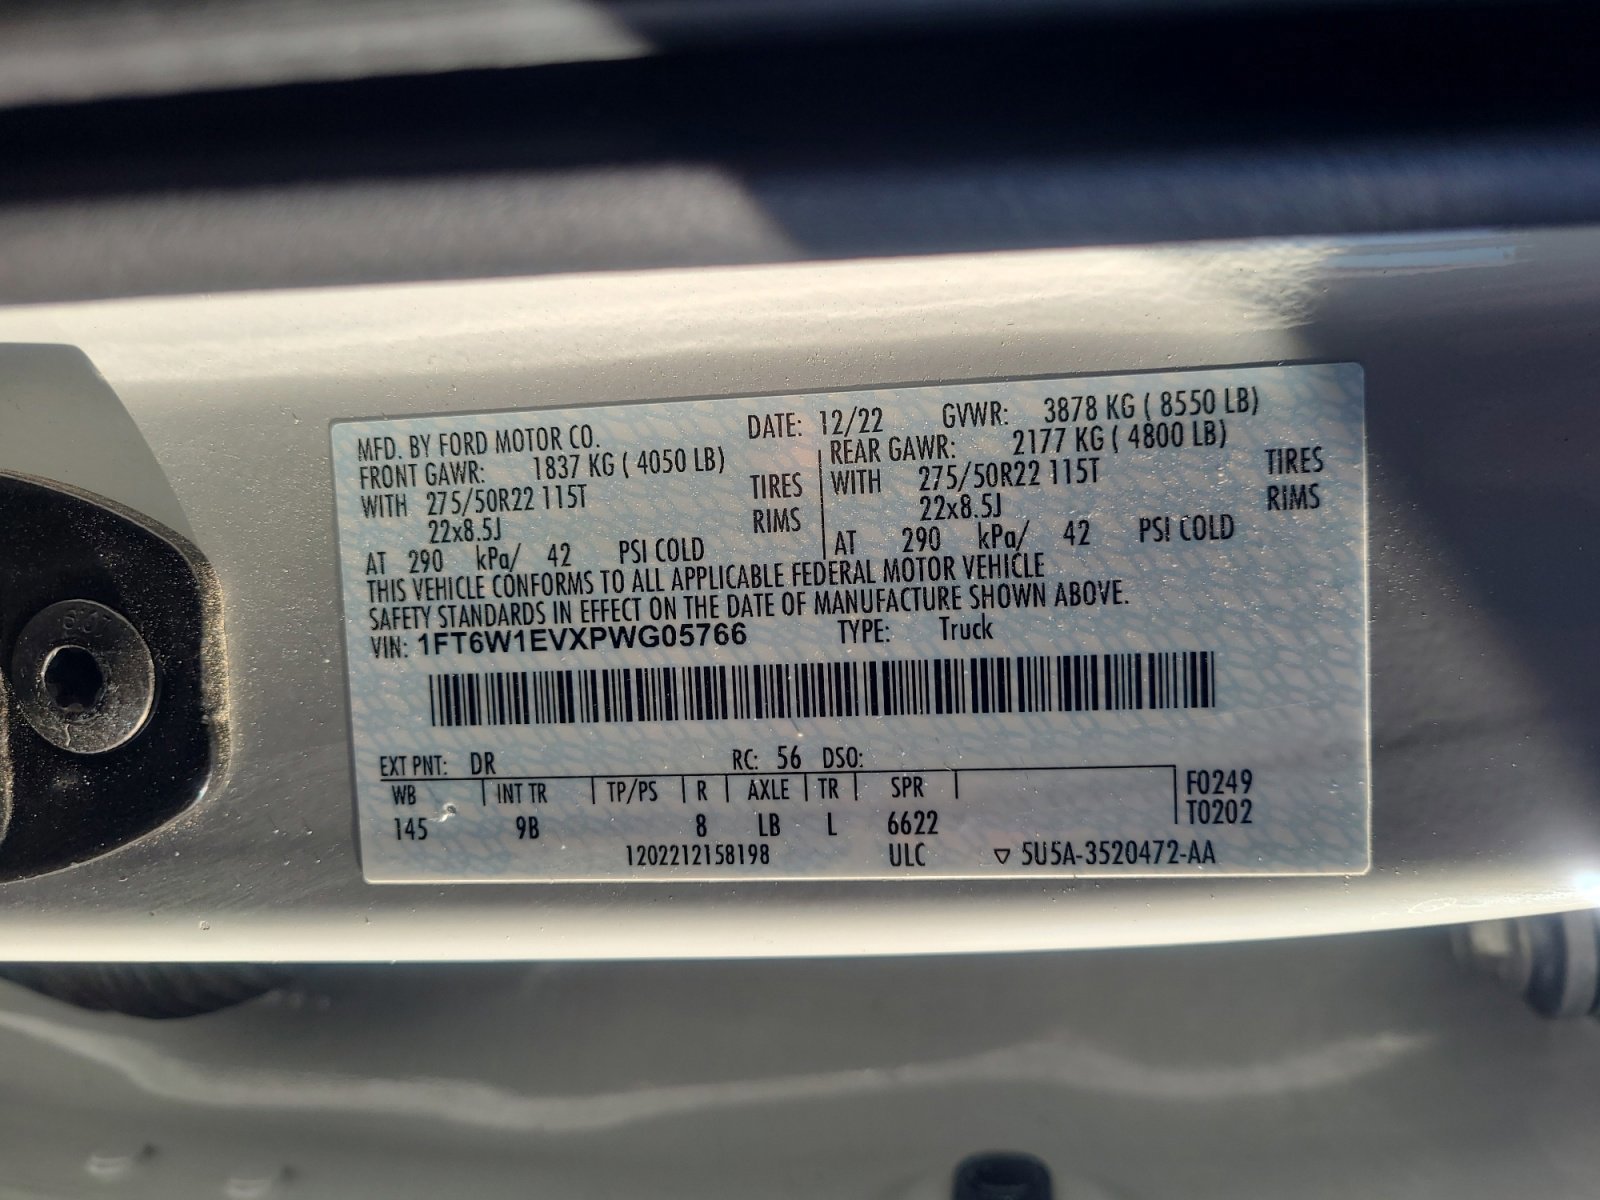 MFD. BY FORD MOTOR CO. DATE: 12/22 GVWR: 3878 KG ( 8550 LB)
FRONT GAWR: 1837 KG ( 4050 LB) REAR GAWR: 2177 KG ( 4800 LB)
WITH 275/50R22 115T TIRES WITH 275/50R22 115T TIRES
22x8.5J RIMS 22x8.5J RIMS
AT 290 kPa/ 42 PSI COLD AT 290 kPa/ 42 PSI COLD
THIS VEHICLE CONFORMS TO ALL APPLICABLE FEDERAL MOTOR VEHICLE
SAFETY STANDARDS IN EFFECT ON THE DATE OF MANUFACTURE SHOWN ABOVE.
VIN: 1FT6W1EVXPWG05766 TYPE: Truck
EXT PNT: DR RC: 56 DSO:
WB INT TR TP/PS R AXLE TR SPR F0249
145 9B 8 LB L 6622 T0202
1202212158198 ULC ▽ 5U5A-3520472-AA